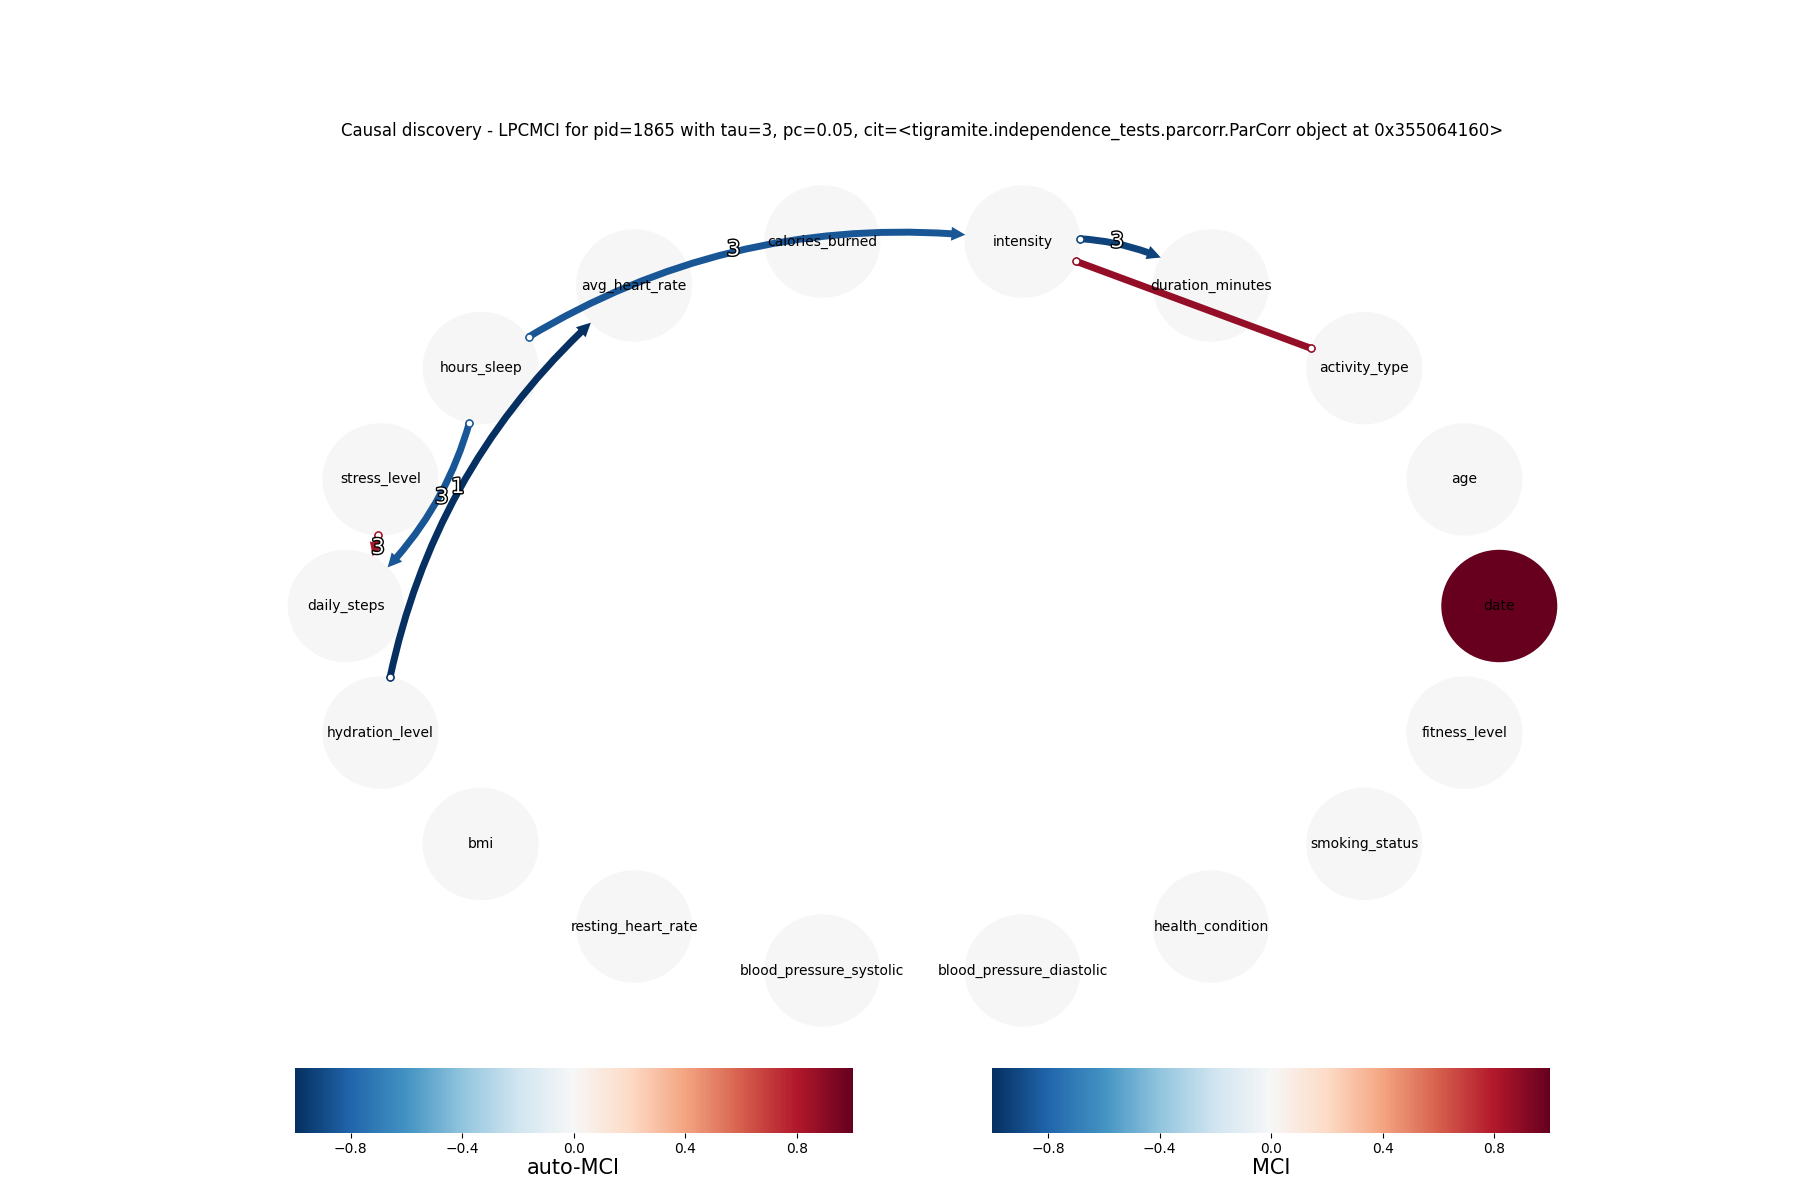 Causal discovery - LPCMCI for pid=1865 with tau=3, pc=0.05, cit=<tigramite.independence_tests.parcorr.ParCorr object at 0x355064160>
calories_burned
intensity
3
3
avg_heart_rate
duration_minutes
hours_sleep
activity_type
stress_level
age
1
3
3
daily_steps
date
hydration_level
fitness_level
bmi
smoking_status
resting_heart_rate
health_condition
blood_pressure_systolic
blood_pressure_diastolic
−0.8 −0.4 0.0 0.4 0.8
auto-MCI
−0.8 −0.4 0.0 0.4 0.8
MCI